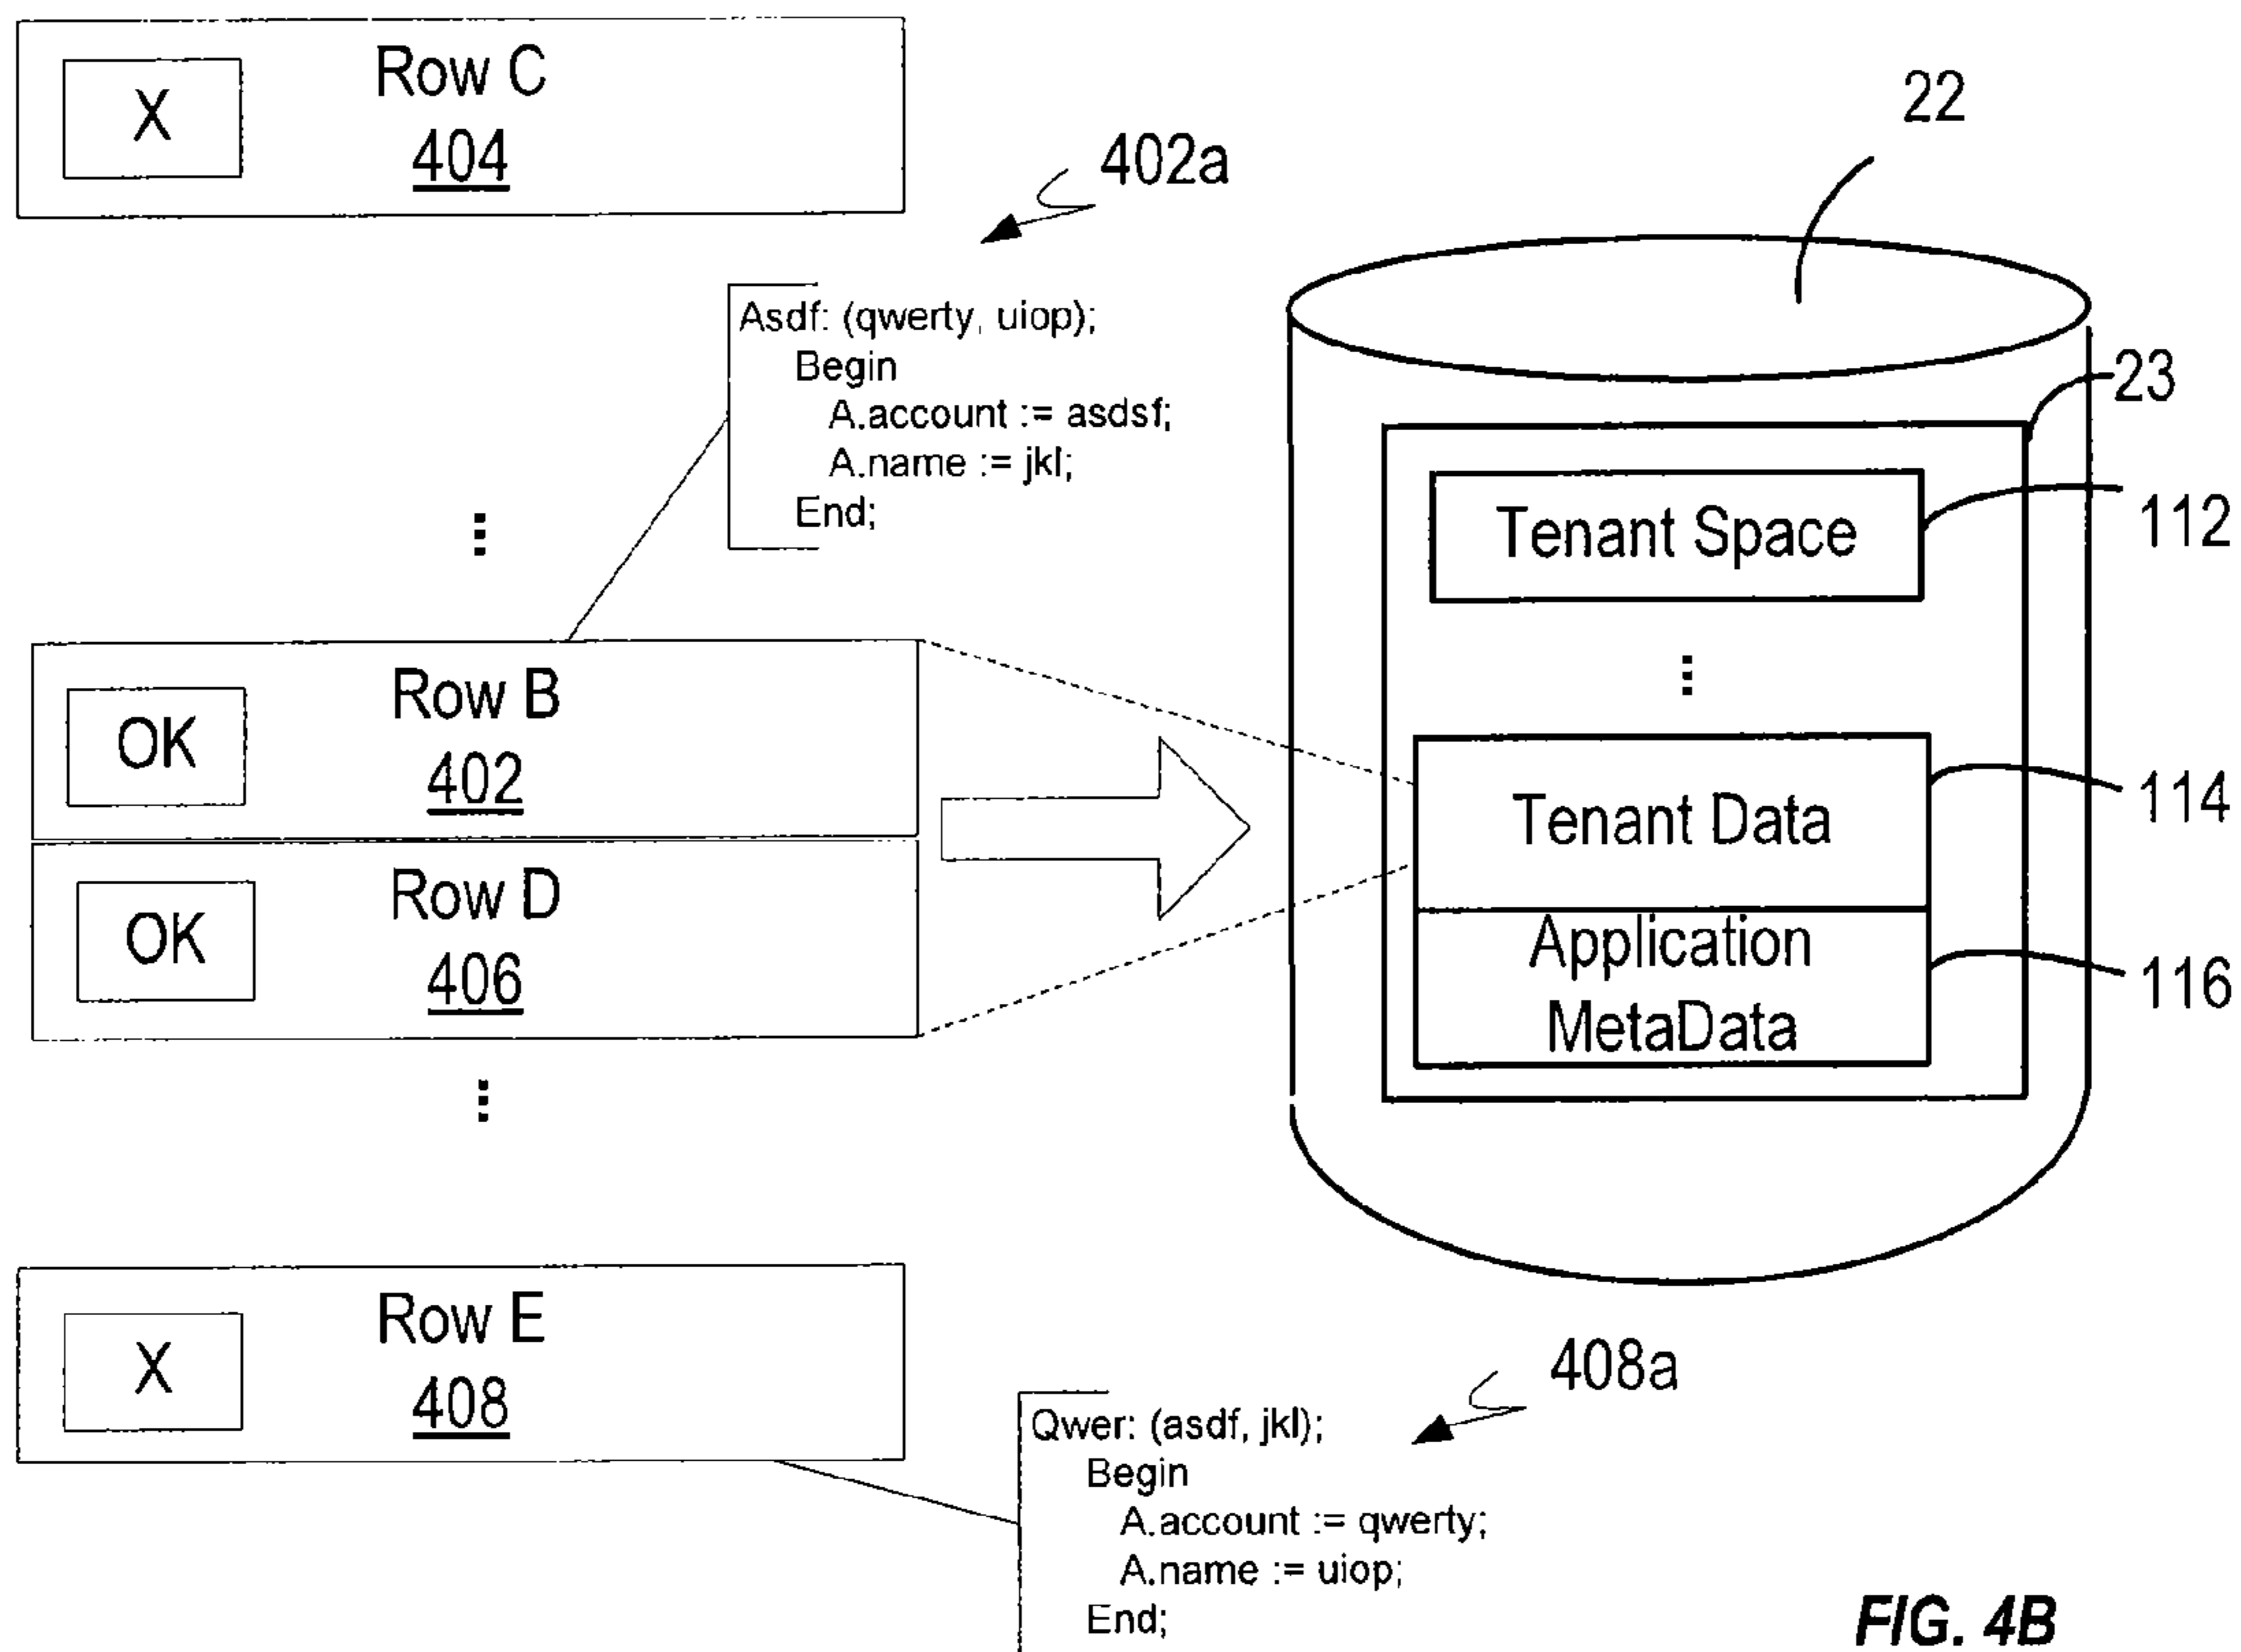 Row C
X
404
402a
22
Asdf: (qwerty, uiop);
Begin
A.account := asdsf;
A.name := jkl;
End;
23
Tenant Space
112
Row B
OK
402
Tenant Data
114
Row D
OK
406
Application
MetaData
116
Row E
X
408
408a
Qwer: (asdf, jkl);
Begin
A.account := qwerty;
A.name := uiop;
End;
FIG. 4B